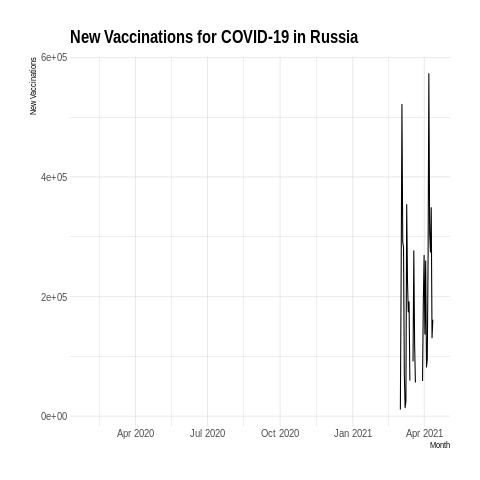 New Vaccinations for COVID-19 in Russia
New Vaccinations
6e+05
4e+05
2e+05
0e+00
Apr 2020 Jul 2020 Oct 2020 Jan 2021 Apr 2021
Month